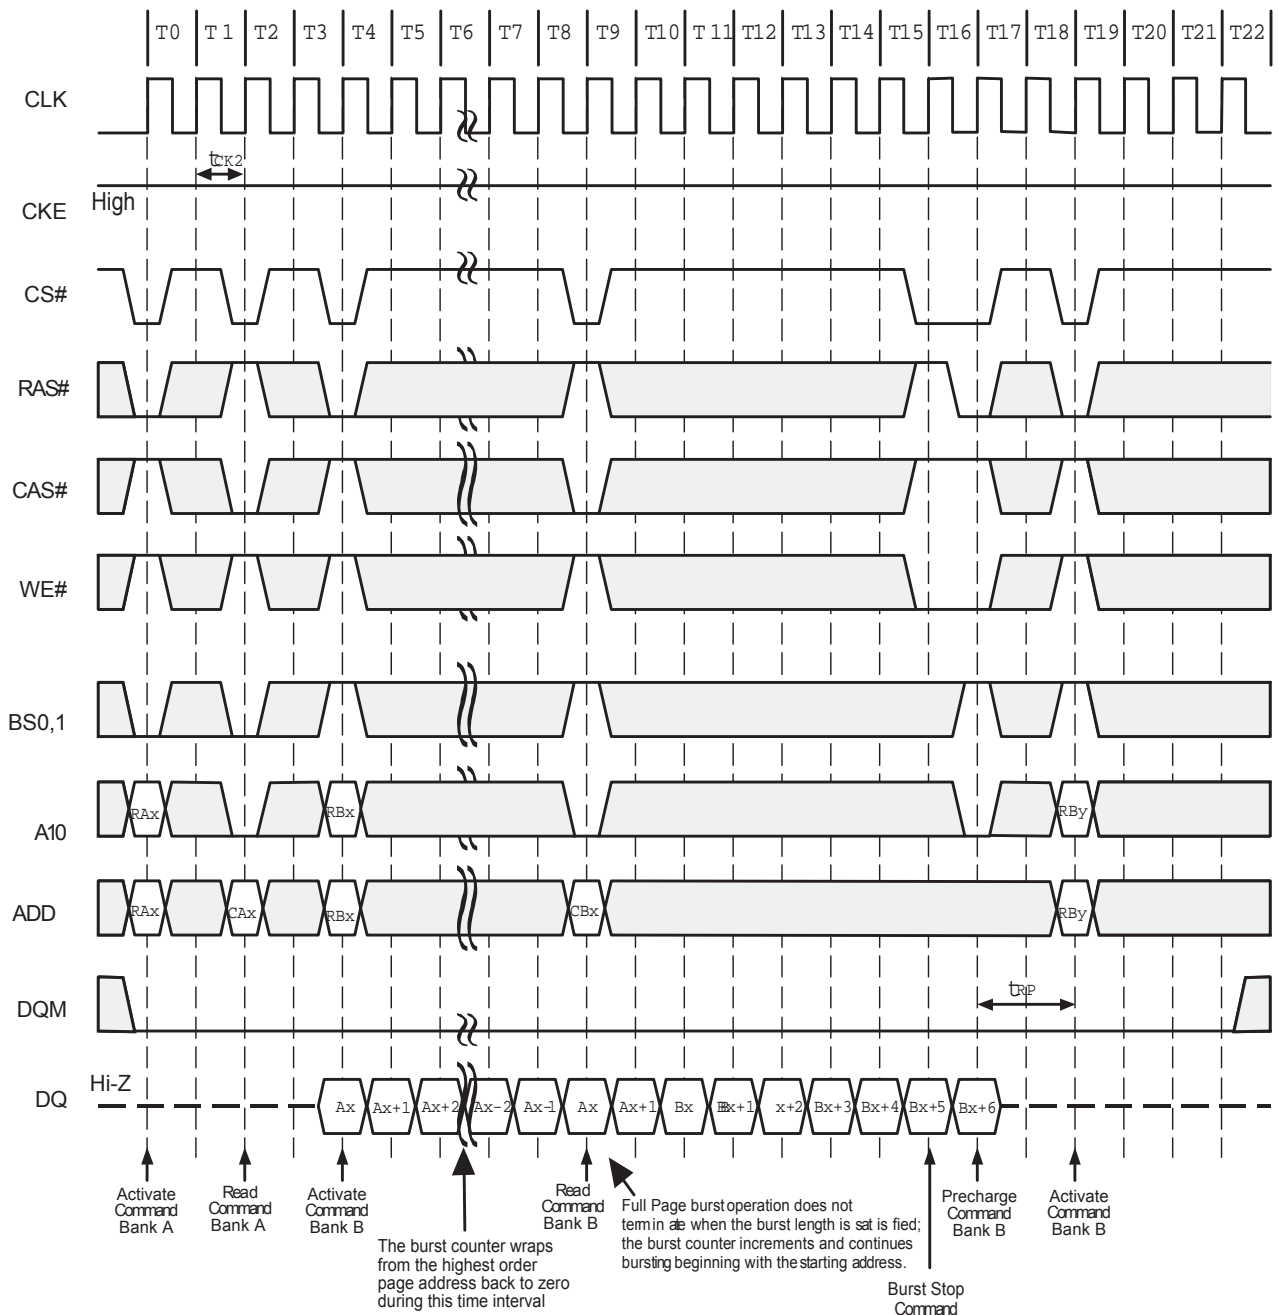 T0 T 1 T2 T3 T4 T5 T6 T7 T8 T9 T10 T 11 T12 T13 T14 T15 T16 T17 T18 T19 T20 T21 T22
CLK
tCK2
High
CKE
CS#
RAS#
CAS#
WE#
BS0,1
RAx RBx RBy
A10
ADD
RAx CAx RBx CBx RBy
DQM
tRP
Hi-Z
DQ
Ax Ax+1 Ax+2 Ax-2 Ax-1 Ax Ax+1 Bx Bx+1 x+2 Bx+3 Bx+4 Bx+5 Bx+6
Activate
Command
Bank A
Read
Command
Bank A
Activate
Command
Bank B
The burst counter wraps
from the highest order
page address back to zero
during this time interval
Read
Command
Bank B
Full Page burst operation does not
terminate when the burst length is satisfied;
the burst counter increments and continues
bursting beginning with the starting address.
Burst Stop
Command
Precharge
Command
Bank B
Activate
Command
Bank B